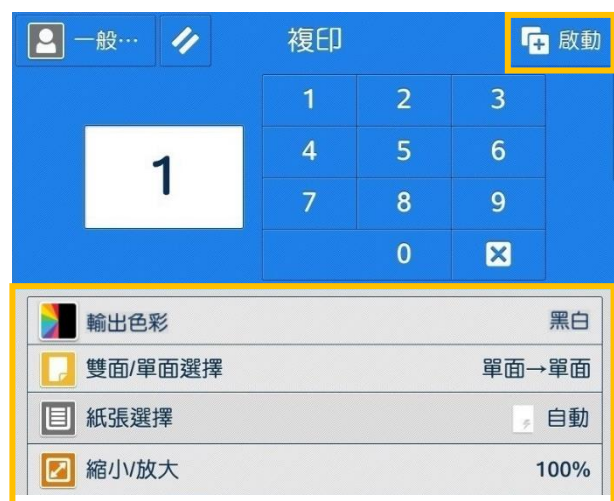 一般… 複印 啟動
1 2 3
1
4 5 6
7 8 9
0
輸出色彩 黑白
雙面/單面選擇 單面→單面
紙張選擇 自動
縮小/放大 100%